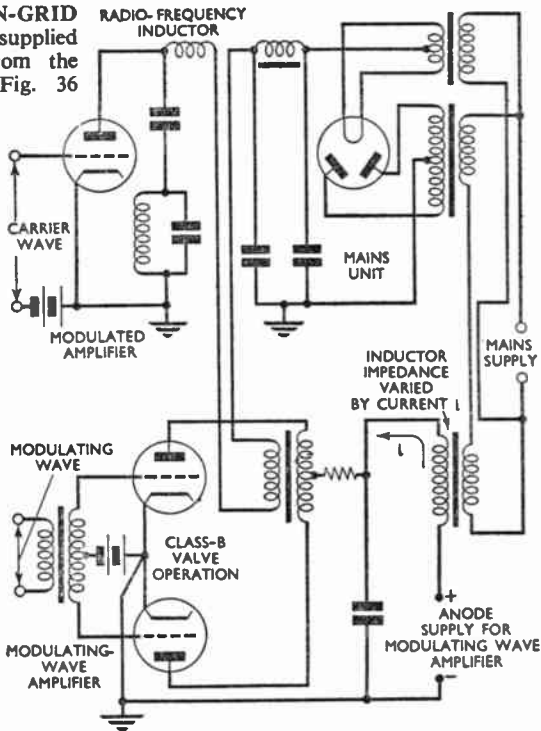 N-GRID
supplied
om the
Fig. 36
RADIO-FREQUENCY
INDUCTOR
CARRIER
WAVE
MODULATED
AMPLIFIER
MAINS
UNIT
MAINS
SUPPLY
INDUCTOR
IMPEDANCE
VARIED
BY CURRENT i
i
MODULATING
WAVE
CLASS-B
VALVE
OPERATION
MODULATING-
WAVE
AMPLIFIER
+
ANODE
SUPPLY FOR
MODULATING WAVE
AMPLIFIER
-